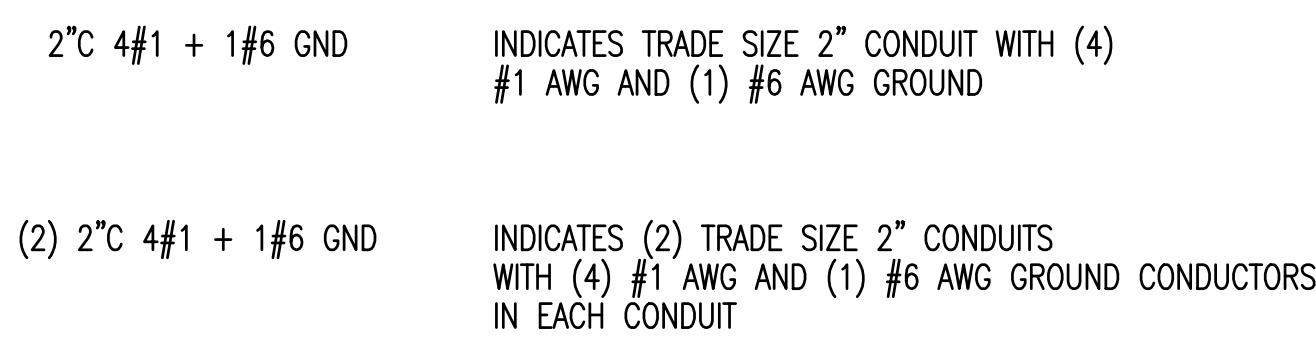 2”C 4#1 + 1#6 GND INDICATES TRADE SIZE 2” CONDUIT WITH (4)
#1 AWG AND (1) #6 AWG GROUND
(2) 2”C 4#1 + 1#6 GND INDICATES (2) TRADE SIZE 2” CONDUITS
WITH (4) #1 AWG AND (1) #6 AWG GROUND CONDUCTORS
IN EACH CONDUIT